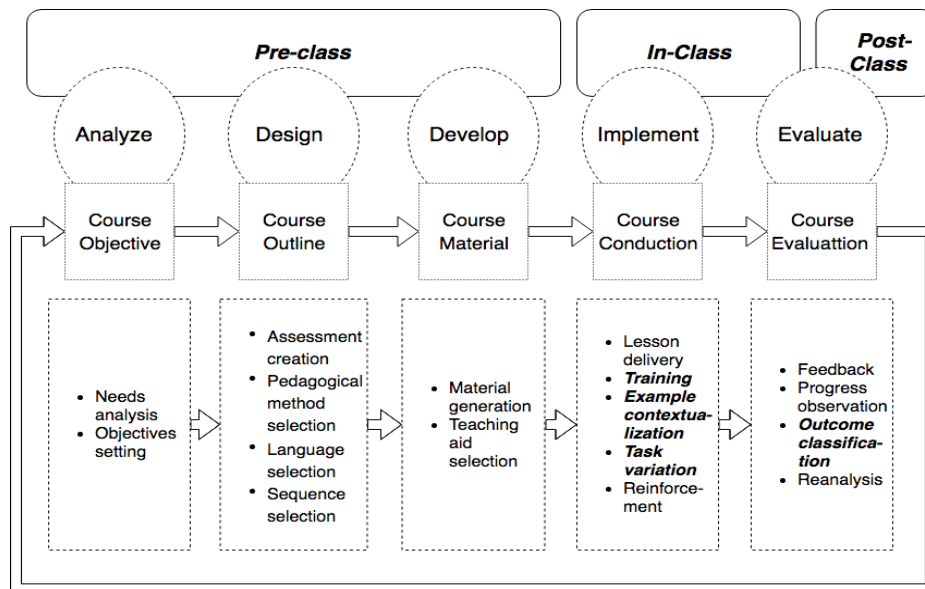 Pre-class
In-Class
Post-
Class
Analyze
Design
Develop
Implement
Evaluate
Course
Objective
Course
Outline
Course
Material
Course
Conduction
Course
Evaluattion
• Needs
analysis
• Objectives
setting
• Assessment
creation
• Pedagogical
method
selection
• Language
selection
• Sequence
selection
• Material
generation
• Teaching
aid
selection
• Lesson
delivery
• Training
• Example
contextua-
lization
• Task
variation
• Reinforce-
ment
• Feedback
• Progress
observation
• Outcome
classifica-
tion
• Reanalysis